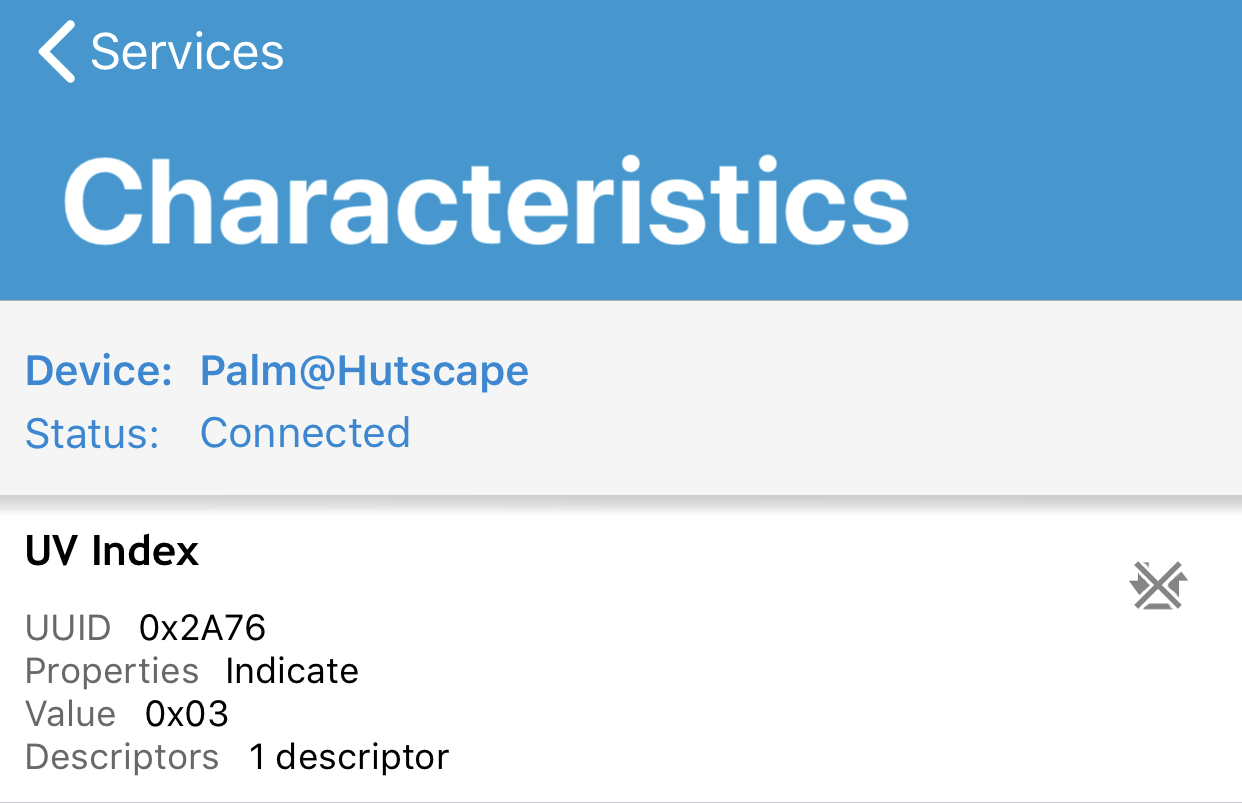 Services
Characteristics
Device: Palm@Hutscape
Status: Connected
UV Index
UUID 0x2A76
Properties Indicate
Value 0x03
Descriptors 1 descriptor